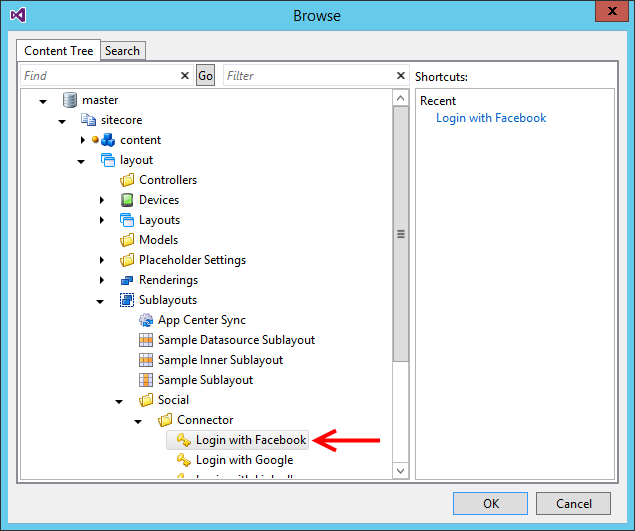 Browse
Content Tree
Search
Find
Go
Filter
Shortcuts:
master
sitecore
content
layout
Controllers
Devices
Layouts
Models
Placeholder Settings
Renderings
Sublayouts
App Center Sync
Sample Datasource Sublayout
Sample Inner Sublayout
Sample Sublayout
Social
Connector
Login with Facebook
Login with Google
Recent
Login with Facebook
OK
Cancel